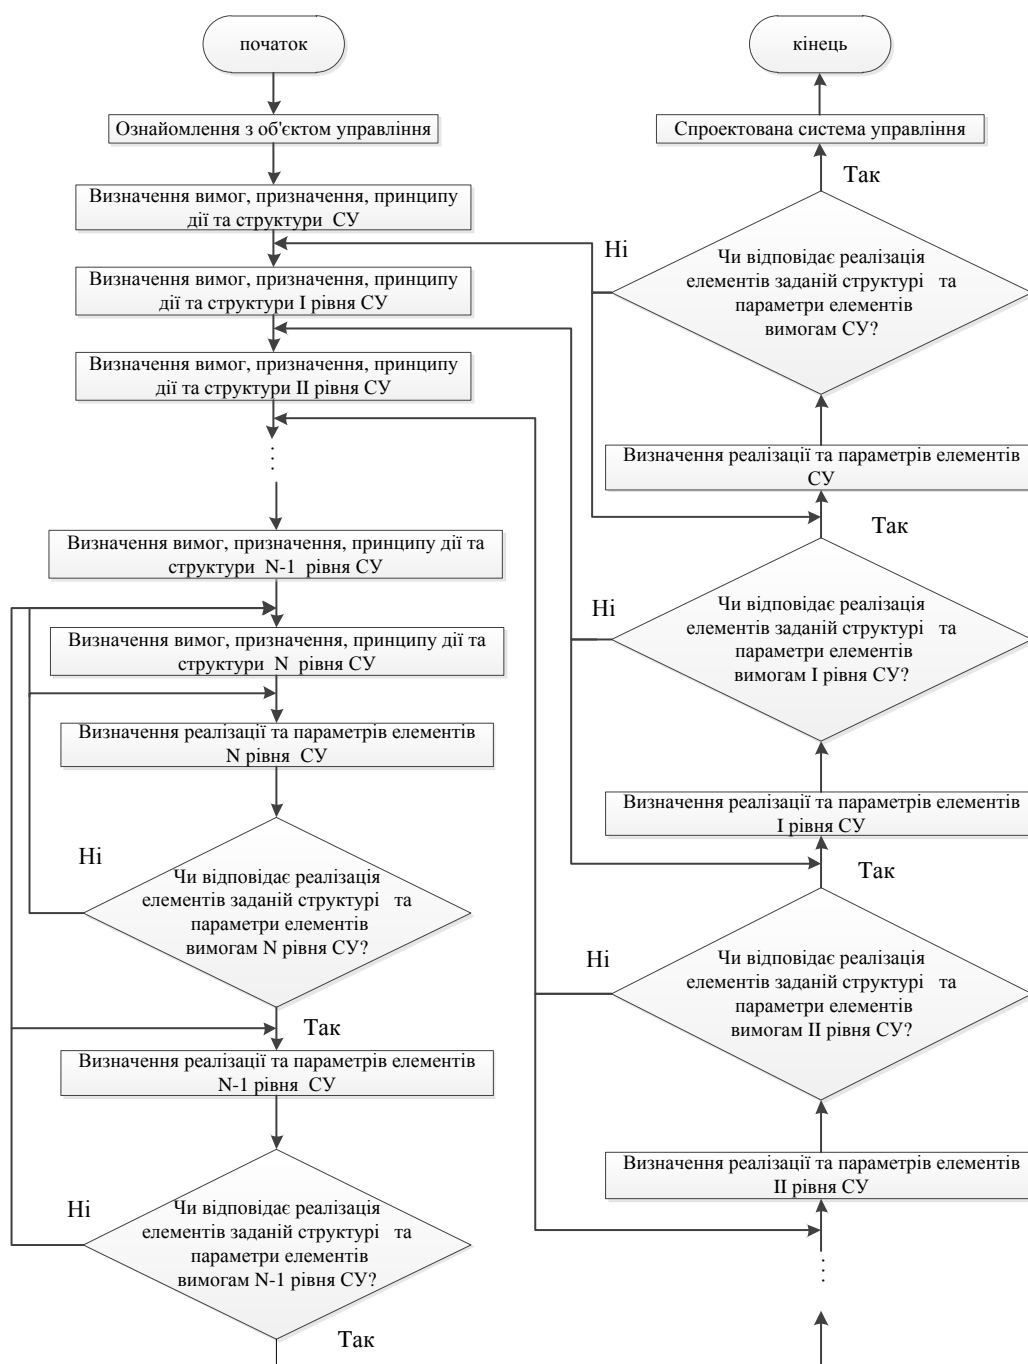 початок
Ознайомлення з об'єктом управління
Визначення вимог, призначення, принципу
дії та структури СУ
Визначення вимог, призначення, принципу
дії та структури I рівня СУ
Визначення вимог, призначення, принципу
дії та структури II рівня СУ
...
Визначення вимог, призначення, принципу дії та
структури N-1 рівня СУ
Визначення вимог, призначення, принципу дії та
структури N рівня СУ
Визначення реалізації та параметрів елементів
N рівня СУ
Ні
Чи відповідає реалізація
елементів заданій структурі та
параметри елементів
вимогам N рівня СУ?
Так
Визначення реалізації та параметрів елементів
N-1 рівня СУ
Ні
Чи відповідає реалізація
елементів заданій структурі та
параметри елементів
вимогам N-1 рівня СУ?
Так
...
Визначення реалізації та параметрів елементів
II рівня СУ
Ні
Чи відповідає реалізація
елементів заданій структурі та
параметри елементів
вимогам II рівня СУ?
Так
Визначення реалізації та параметрів елементів
I рівня СУ
Ні
Чи відповідає реалізація
елементів заданій структурі та
параметри елементів
вимогам I рівня СУ?
Так
Визначення реалізації та параметрів елементів
СУ
Ні
Чи відповідає реалізація
елементів заданій структурі та
параметри елементів
вимогам СУ?
Так
Спроектована система управління
кінець